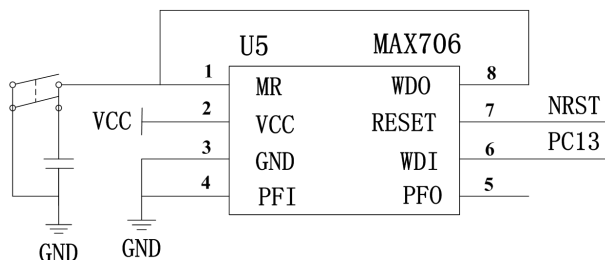 U5 MAX706
1 MR WDO 8
VCC 2 VCC RESET 7 NRST
3 GND WDI 6 PC13
4 PFI PFO 5
GND GND